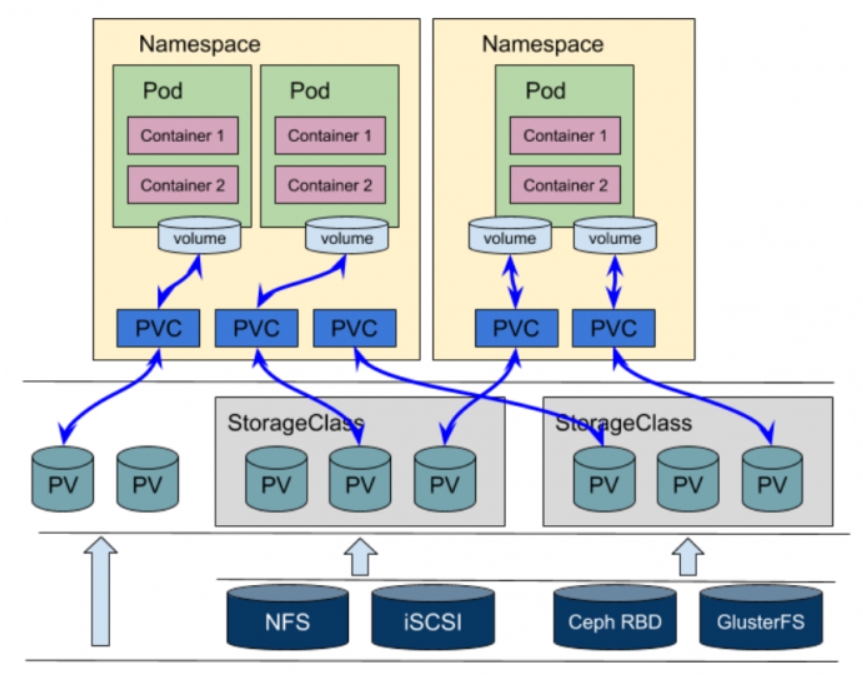 Namespace
Namespace
Pod
Pod
Pod
Container 1
Container 1
Container 1
Container 2
Container 2
Container 2
volume
volume
volume
volume
PVC
PVC
PVC
PVC
PVC
StorageClass
StorageClass
PV
PV
PV
PV
PV
PV
PV
PV
NFS
iSCSI
Ceph RBD
GlusterFS